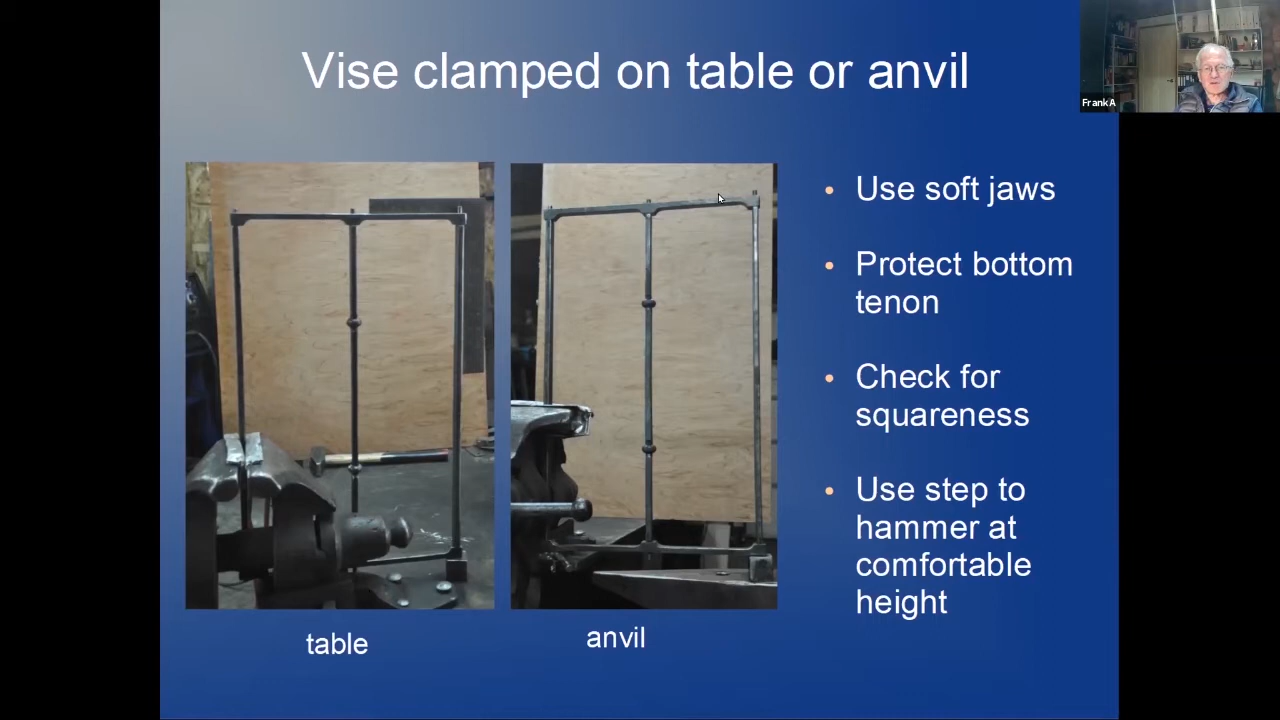 Vise clamped on table or anvil
FrankA
• Use soft jaws
• Protect bottom
tenon
• Check for
squareness
• Use step to
hammer at
comfortable
height
table
anvil